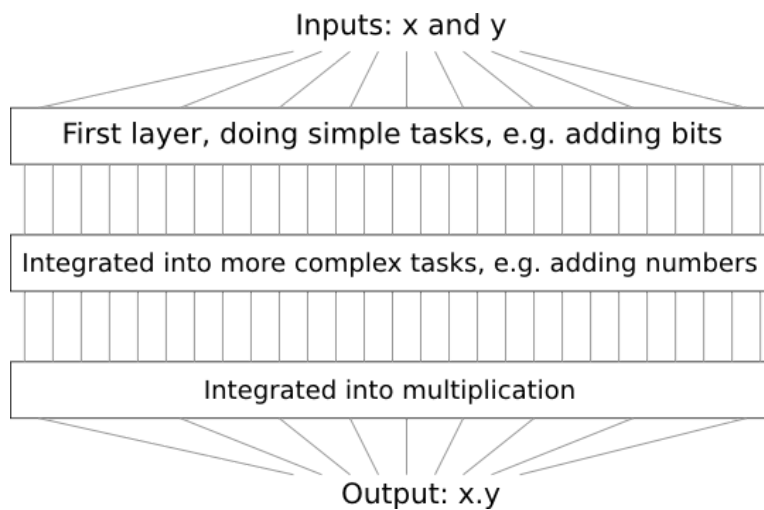 Inputs: x and y
First layer, doing simple tasks, e.g. adding bits
Integrated into more complex tasks, e.g. adding numbers
Integrated into multiplication
Output: x.y